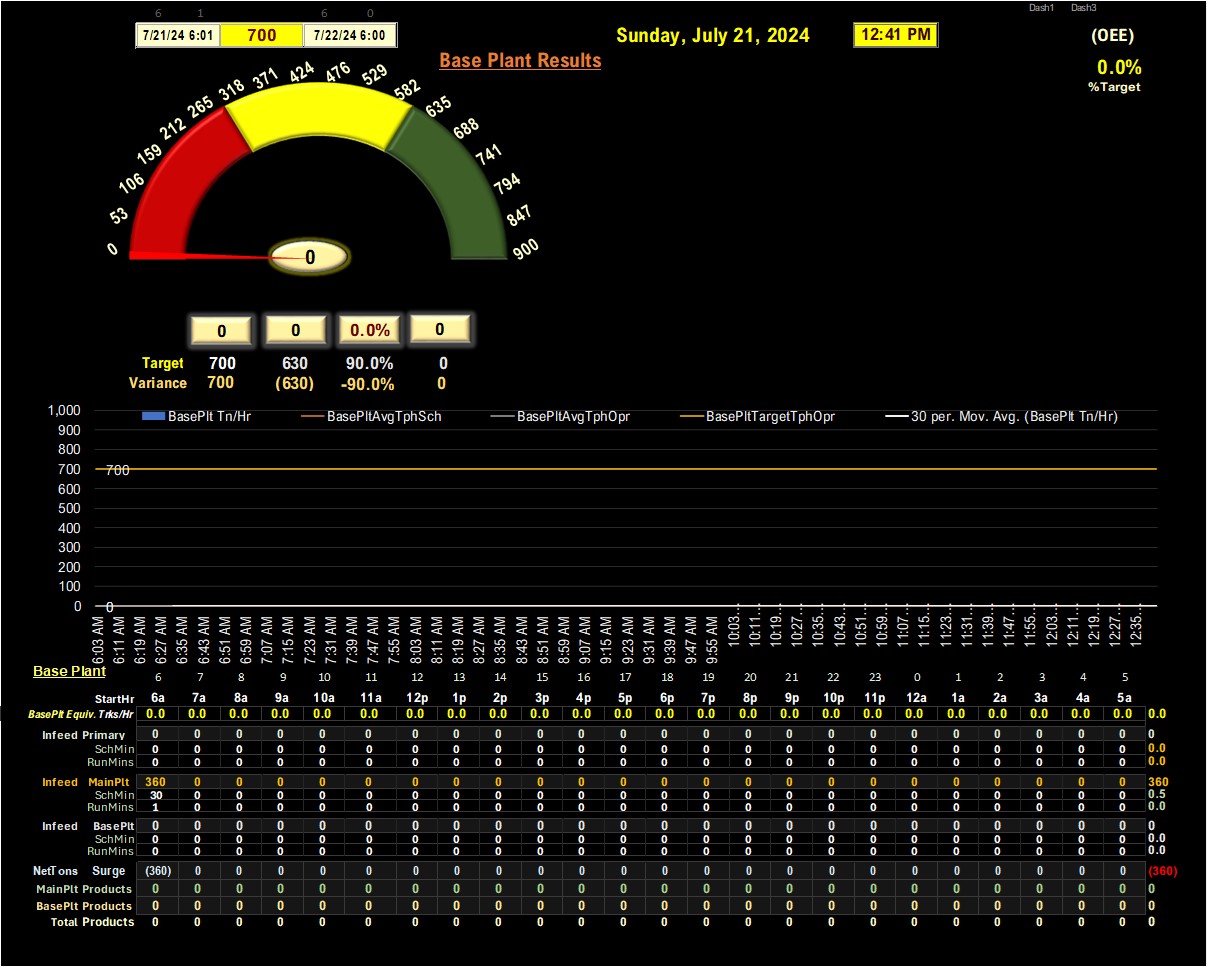 6 1 6 0 Dash1 Dash3
7/21/24 6:01 700 7/22/24 6:00 Sunday, July 21, 2024 12:41 PM (OEE)
Base Plant Results 0.0%
%Target
0 53 106 159 212 265 318 371 424 476 529 582 635 688 741 794 847 900
0
0 0 0.0% 0
Target 700 630 90.0% 0
Variance 700 (630) -90.0% 0
BasePlt Tn/Hr BasePltAvgTphSch BasePltAvgTphOpr BasePltTargetTphOpr 30 per. Mov. Avg. (BasePlt Tn/Hr)
1,000
900
800
700 700
600
500
400
300
200
100
0 0
6:03 AM 6:11 AM 6:19 AM 6:27 AM 6:35 AM 6:43 AM 6:51 AM 6:59 AM 7:07 AM 7:15 AM 7:23 AM 7:31 AM 7:39 AM 7:47 AM 7:55 AM 8:03 AM 8:11 AM 8:19 AM 8:27 AM 8:35 AM 8:43 AM 8:51 AM 8:59 AM 9:07 AM 9:15 AM 9:23 AM 9:31 AM 9:39 AM 9:47 AM 9:55 AM 10:03... 10:11... 10:19... 10:27... 10:35... 10:43... 10:51... 10:59... 11:07... 11:15... 11:23... 11:31... 11:39... 11:47... 11:55... 12:03... 12:11... 12:19... 12:27... 12:35...
Base Plant 6 7 8 9 10 11 12 13 14 15 16 17 18 19 20 21 22 23 0 1 2 3 4 5
StartHr 6a 7a 8a 9a 10a 11a 12p 1p 2p 3p 4p 5p 6p 7p 8p 9p 10p 11p 12a 1a 2a 3a 4a 5a
BasePlt Equiv. Trks/Hr 0.0 0.0 0.0 0.0 0.0 0.0 0.0 0.0 0.0 0.0 0.0 0.0 0.0 0.0 0.0 0.0 0.0 0.0 0.0 0.0 0.0 0.0 0.0 0.0 0.0
Infeed Primary 0 0 0 0 0 0 0 0 0 0 0 0 0 0 0 0 0 0 0 0 0 0 0 0 0
SchMin 0 0 0 0 0 0 0 0 0 0 0 0 0 0 0 0 0 0 0 0 0 0 0 0 0.0
RunMins 0 0 0 0 0 0 0 0 0 0 0 0 0 0 0 0 0 0 0 0 0 0 0 0 0.0
Infeed MainPlt 360 0 0 0 0 0 0 0 0 0 0 0 0 0 0 0 0 0 0 0 0 0 0 0 360
SchMin 30 0 0 0 0 0 0 0 0 0 0 0 0 0 0 0 0 0 0 0 0 0 0 0 0.5
RunMins 1 0 0 0 0 0 0 0 0 0 0 0 0 0 0 0 0 0 0 0 0 0 0 0 0.0
Infeed BasePlt 0 0 0 0 0 0 0 0 0 0 0 0 0 0 0 0 0 0 0 0 0 0 0 0 0
SchMin 0 0 0 0 0 0 0 0 0 0 0 0 0 0 0 0 0 0 0 0 0 0 0 0 0.0
RunMins 0 0 0 0 0 0 0 0 0 0 0 0 0 0 0 0 0 0 0 0 0 0 0 0 0.0
NetTons Surge (360) 0 0 0 0 0 0 0 0 0 0 0 0 0 0 0 0 0 0 0 0 0 0 0 (360)
MainPlt Products 0 0 0 0 0 0 0 0 0 0 0 0 0 0 0 0 0 0 0 0 0 0 0 0 0
BasePlt Products 0 0 0 0 0 0 0 0 0 0 0 0 0 0 0 0 0 0 0 0 0 0 0 0 0
Total Products 0 0 0 0 0 0 0 0 0 0 0 0 0 0 0 0 0 0 0 0 0 0 0 0 0